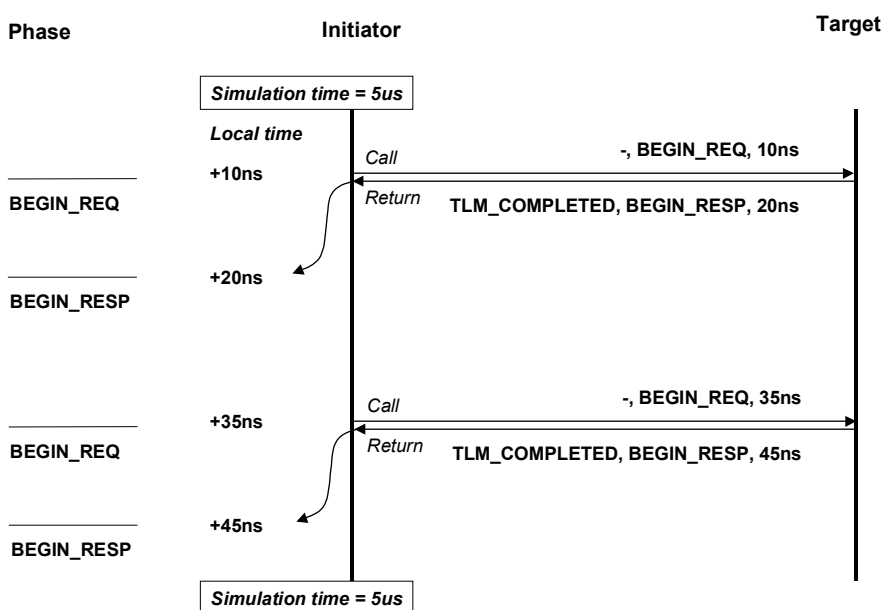 Phase Initiator Target
Simulation time = 5us
Local time
-, BEGIN_REQ, 10ns
Call
+10ns
BEGIN_REQ
Return
TLM_COMPLETED, BEGIN_RESP, 20ns
+20ns
BEGIN_RESP
-, BEGIN_REQ, 35ns
Call
+35ns
BEGIN_REQ
Return
TLM_COMPLETED, BEGIN_RESP, 45ns
+45ns
BEGIN_RESP
Simulation time = 5us